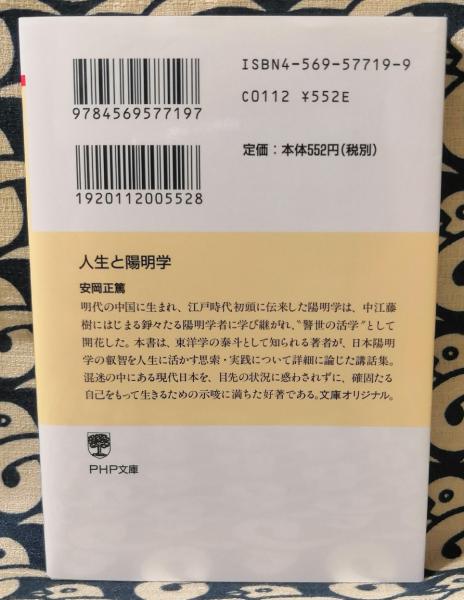 ISBN4-569-57719-9
9784569577197
C0112 ¥552E
定価：本体552円(税別)
1920112005528
人生と陽明学
安岡正篤
明代の中国に生まれ、江戸時代初頭に伝来した陽明学は、中江藤
樹にはじまる錚々たる陽明学者に学び継がれ、“警世の活学”として
開花した。本書は、東洋学の泰斗として知られる著者が、日本陽明
学の叡智を人生に活かす思索・実践について詳細に論じた講話集。
混迷の中にある現代日本を、目先の状況に惑わされずに、確固たる
自己をもって生きるための示唆に満ちた好著である。文庫オリジナル。
PHP文庫